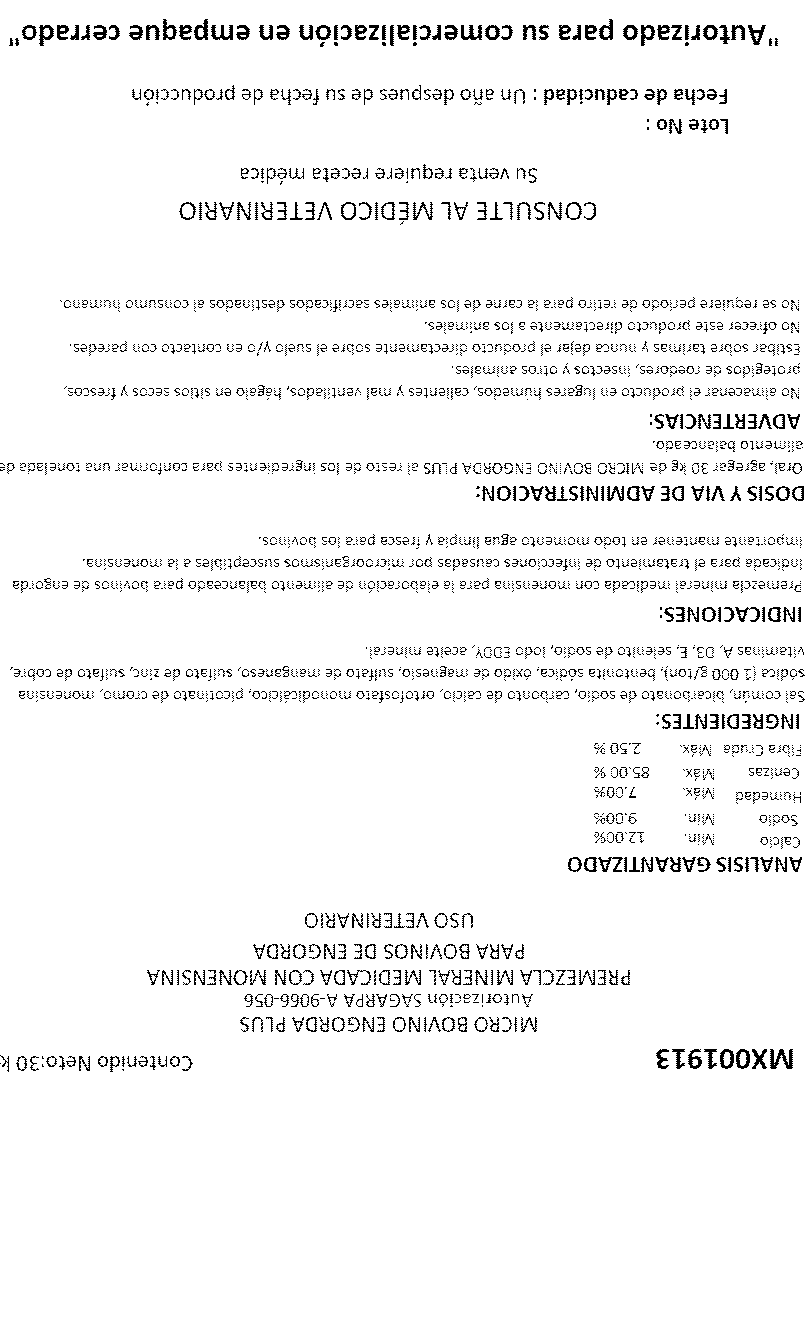 MX001913
Contenido Neto:30 k
MICRO BOVINO ENGORDA PLUS
Autorización SAGARPA A-9066-056
PREMEZCLA MINERAL MEDICADA CON MONENSINA
PARA BOVINOS DE ENGORDA
USO VETERINARIO
ANALISIS GARANTIZADO
Calcio Min. 12.00%
Sodio Min. 9.00%
Humedad Máx. 7.00%
Cenizas Máx. 85.00 %
Fibra Cruda Máx. 2.50 %
INGREDIENTES:
Sal común, bicarbonato de sodio, carbonto de calcio, ortofosfato monodicálcico, picotinato de cromo, monensina
sódica (1 000 g/ton), bentonita sódica, óxido de magnesio, sulfato de manganeso, sulfato de zinc, sulfato de cobre,
vitaminas A, D3, E, selenito de sodio, Iodo EDDY, aceite mineral.
INDICACIONES:
Premezcla mineral medicada con monensina para la elaboración de alimento balanceado para bovinos de engorda
Indicada para el tratamiento de infecciones causadas por microorganismos susceptibles a la monensina.
Importante mantener en todo momento agua limpia y fresca para los bovinos.
DOSIS Y VIA DE ADMINISTRACION:
Oral, agregar 30 kg de MICRO BOVINO ENGORDA PLUS al resto de los ingredientes para conformar una tonelada de
alimento balanceado.
ADVERTENCIAS:
No almacenar el producto en lugares húmedos, calientes y mal ventilados, hágalo en sitios secos y frescos,
protegidos de roedores, insectos y otros animales.
Estibar sobre tarimas y nunca dejar el producto directamente sobre el suelo y/o en contacto con paredes.
No ofrecer este producto directamente a los animales.
No se requiere periodo de retiro para la carne de los animales sacrificados destinados al consumo humano.
CONSULTE AL MÉDICO VETERINARIO
Su venta requiere receta médica
Lote No :
Fecha de caducidad : Un año despues de su fecha de produccción
"Autorizado para su comercialización en empaque cerrado"